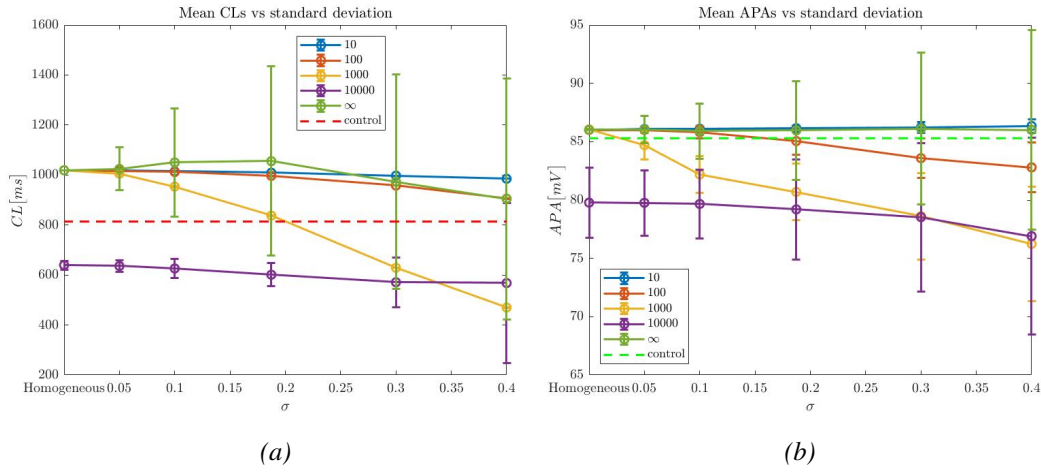 Mean CLs vs standard deviation
1600
1400
1200
1000
800
600
400
200
CL[ms]
10
100
1000
10000
∞
control
Homogeneous 0.05 0.1 0.15 0.2 0.25 0.3 0.35 0.4
σ
(a)
Mean APAs vs standard deviation
95
90
85
80
75
70
65
APA[mV]
10
100
1000
10000
∞
control
Homogeneous 0.05 0.1 0.15 0.2 0.25 0.3 0.35 0.4
σ
(b)